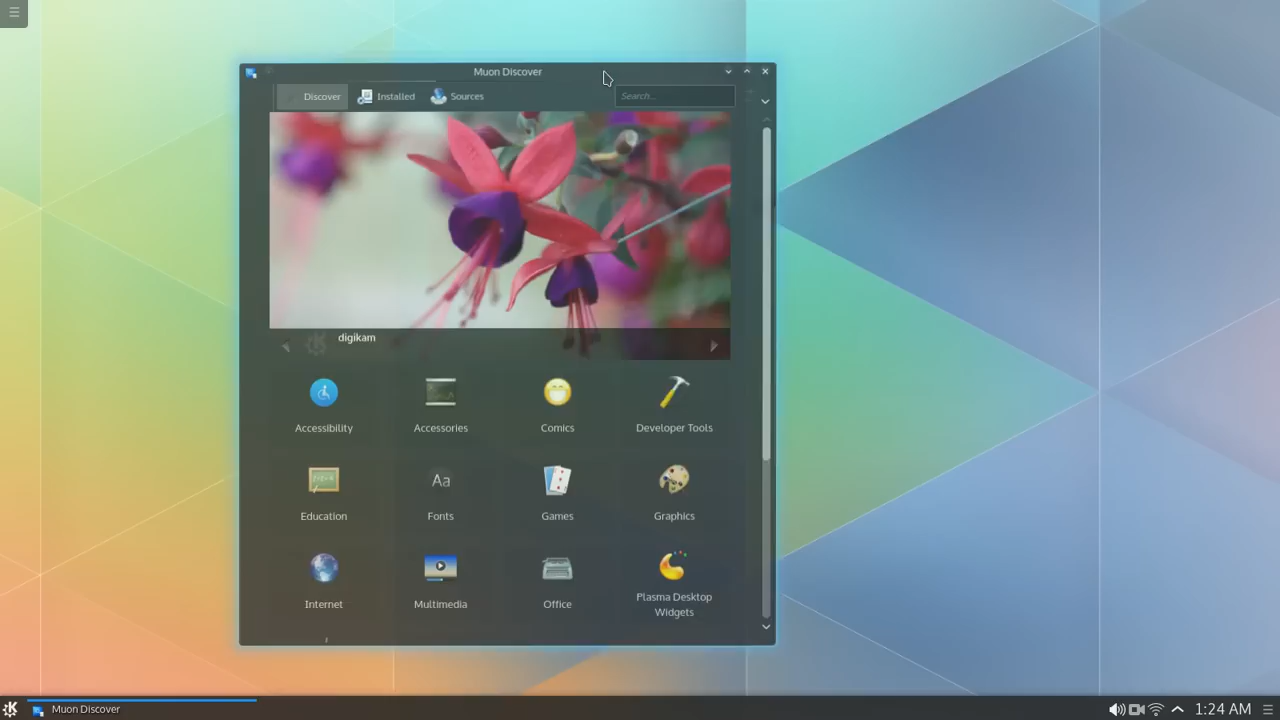 Muon Discover
Discover Installed Sources Search...
digikam
Accessibility Accessories Comics Developer Tools
Education Fonts Games Graphics
Aa
Internet Multimedia Office Plasma Desktop
Widgets
Muon Discover 1:24 AM